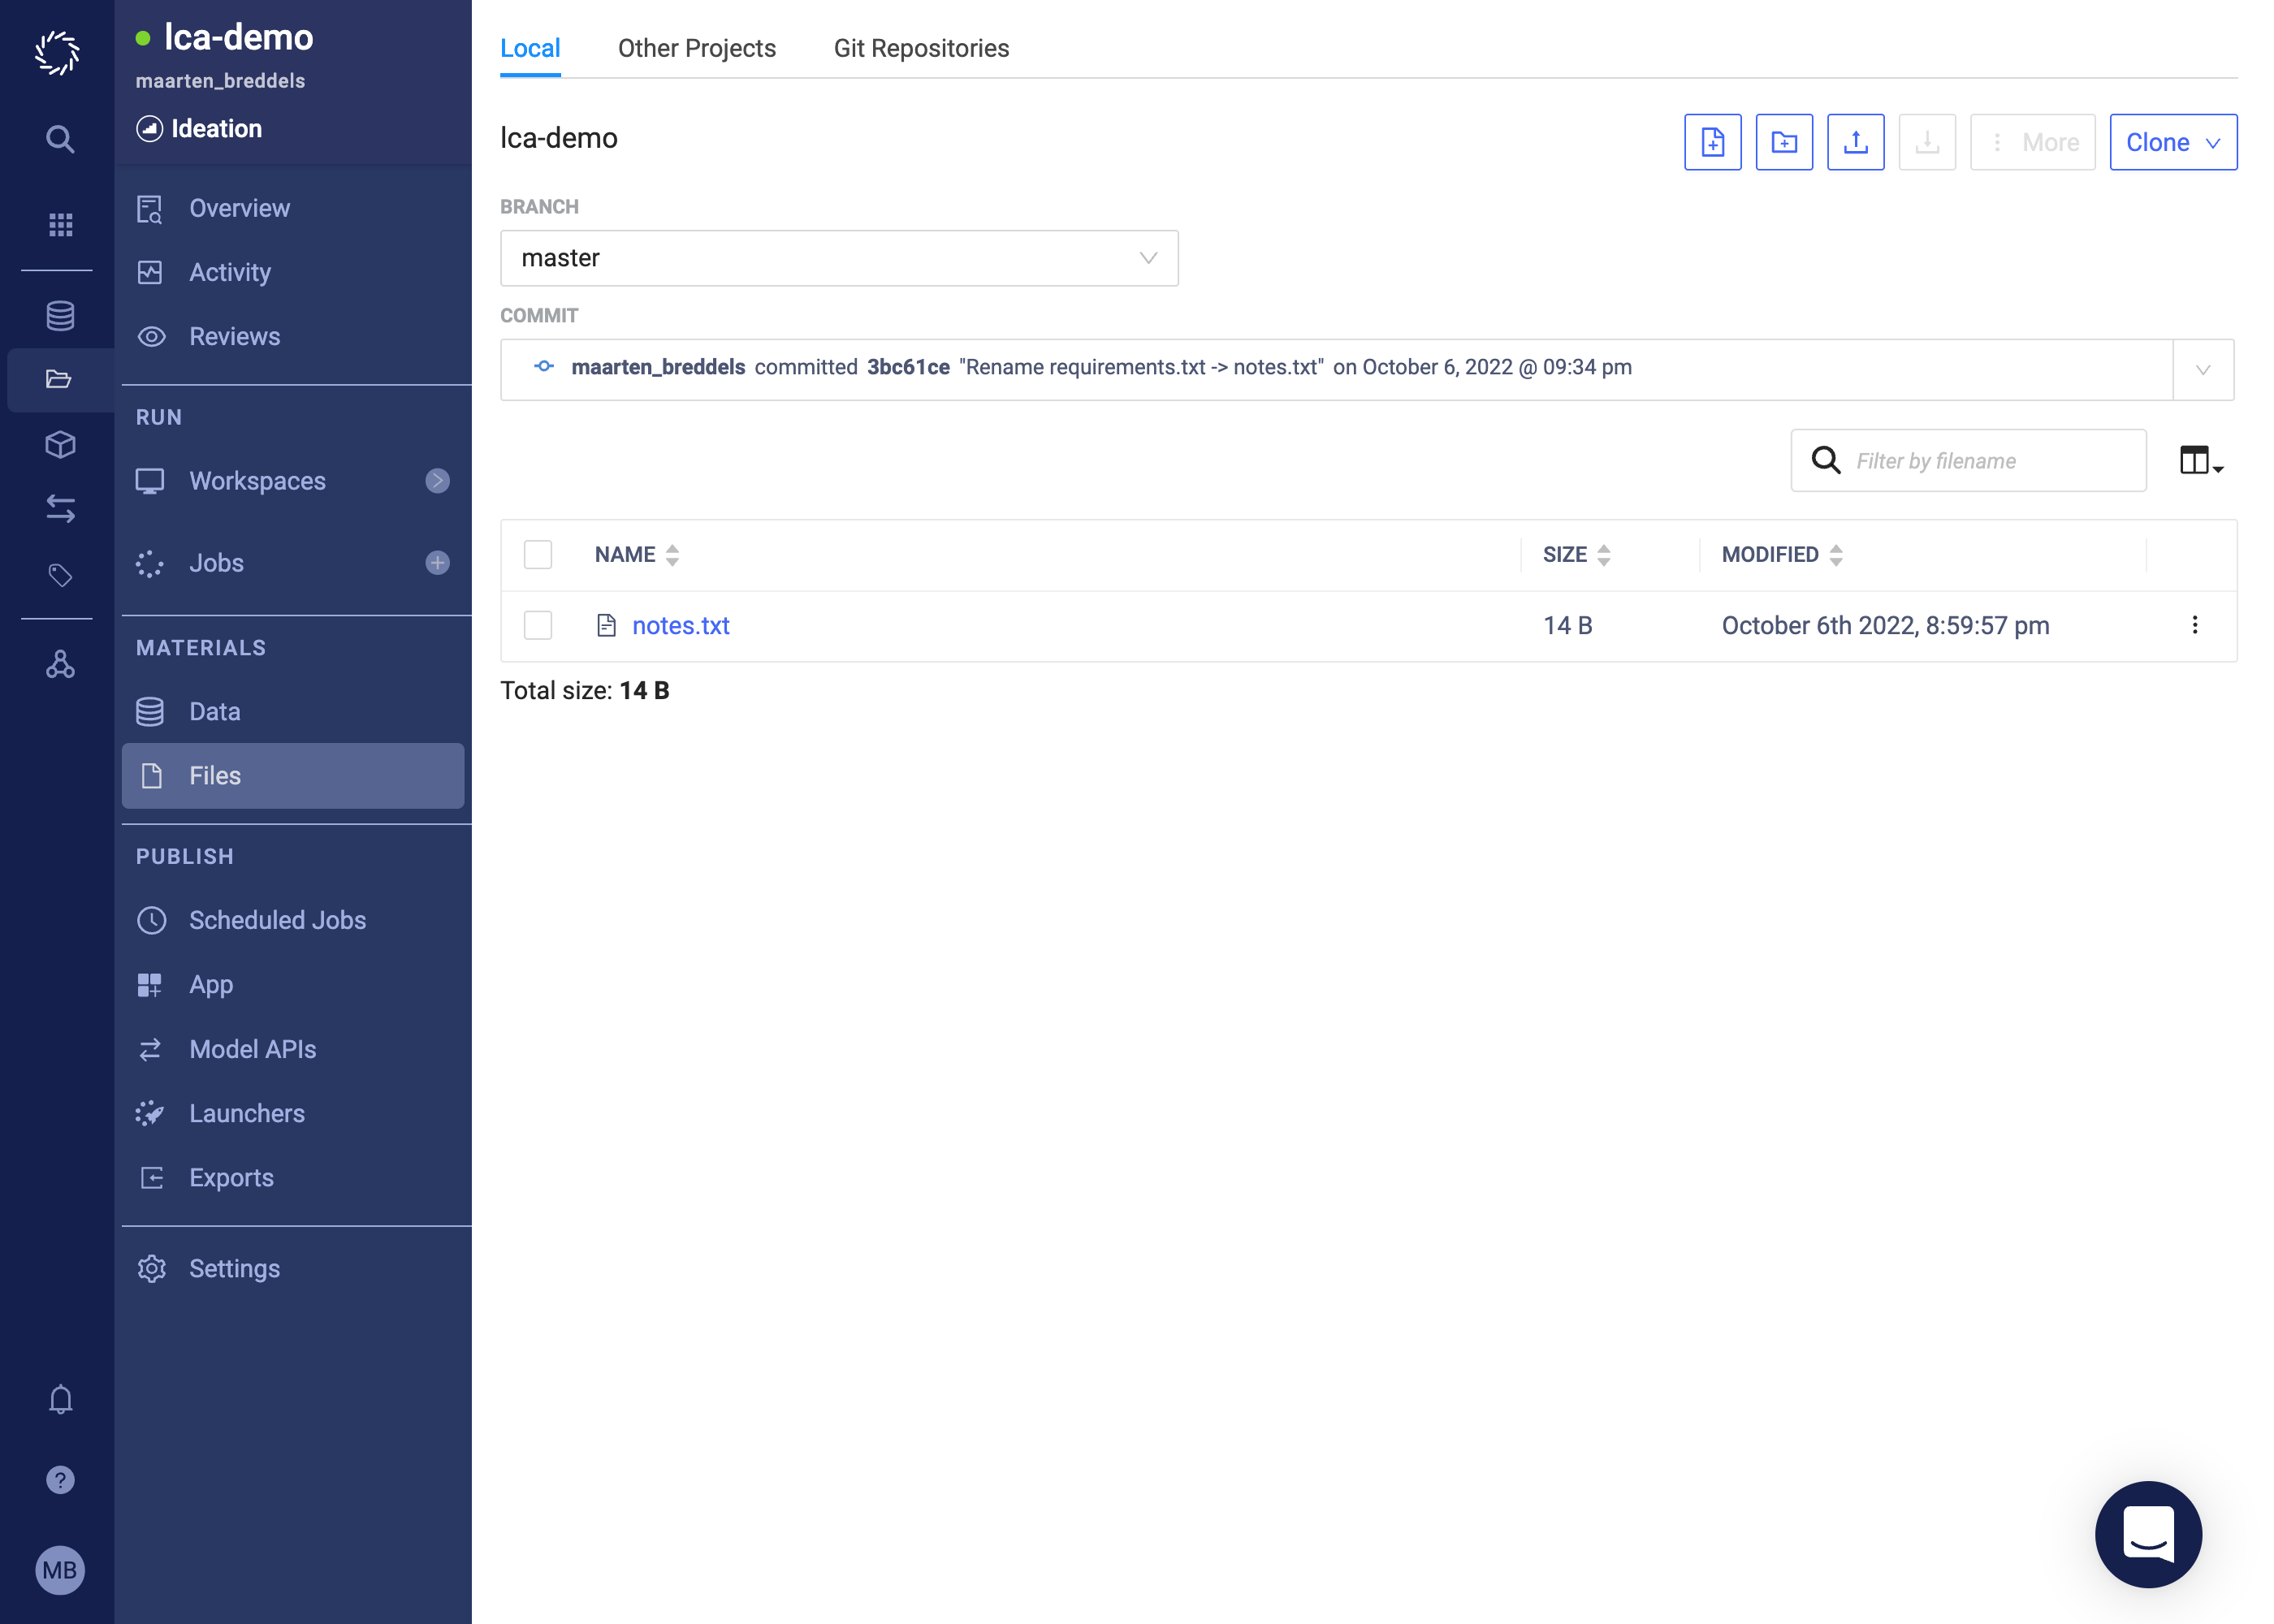 lca-demo
maarten_breddels
Ideation
Overview
Activity
Reviews
RUN
Workspaces
Jobs
MATERIALS
Data
Files
PUBLISH
Scheduled Jobs
App
Model APIs
Launchers
Exports
Settings
?
MB
Local Other Projects Git Repositories
lca-demo
More Clone
BRANCH
master
COMMIT
maarten_breddels committed 3bc61ce "Rename requirements.txt -> notes.txt" on October 6, 2022 @ 09:34 pm
Filter by filename
NAME SIZE MODIFIED
notes.txt 14 B October 6th 2022, 8:59:57 pm
Total size: 14 B